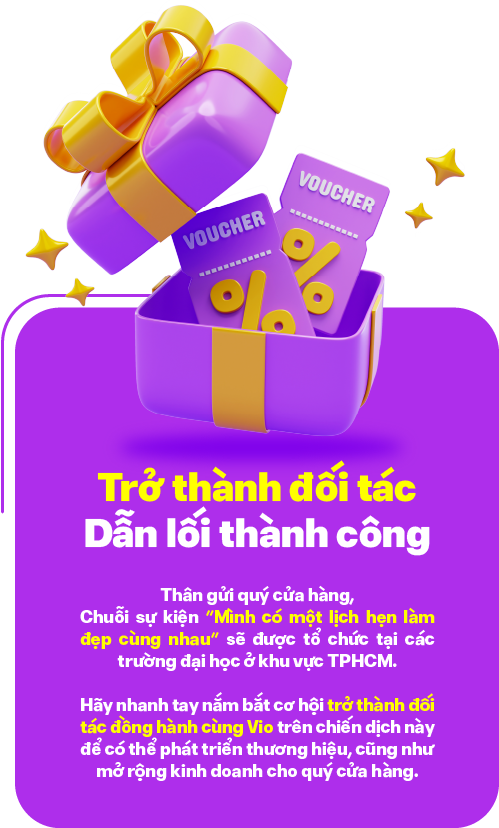 VOUCHER
VOUCHER
Trở thành đối tác
Dẫn lối thành công
Thân gửi quý cửa hàng,
Chuỗi sự kiện "Mình có một lịch hẹn làm
đẹp cùng nhau" sẽ được tổ chức tại các
trường đại học ở khu vực TPHCM.
Hãy nhanh tay nắm bắt cơ hội trở thành đối
tác đồng hành cùng Vio trên chiến dịch này
để có thể phát triển thương hiệu, cũng như
mở rộng kinh doanh cho quý cửa hàng.